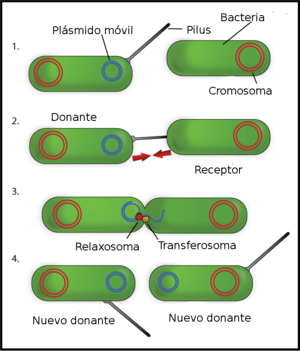 Bacteria
Plásmido móvil
Pilus
1.
Cromosoma
2.
Donante
Receptor
3.
Relaxosoma
Transferosoma
4.
Nuevo donante
Nuevo donante